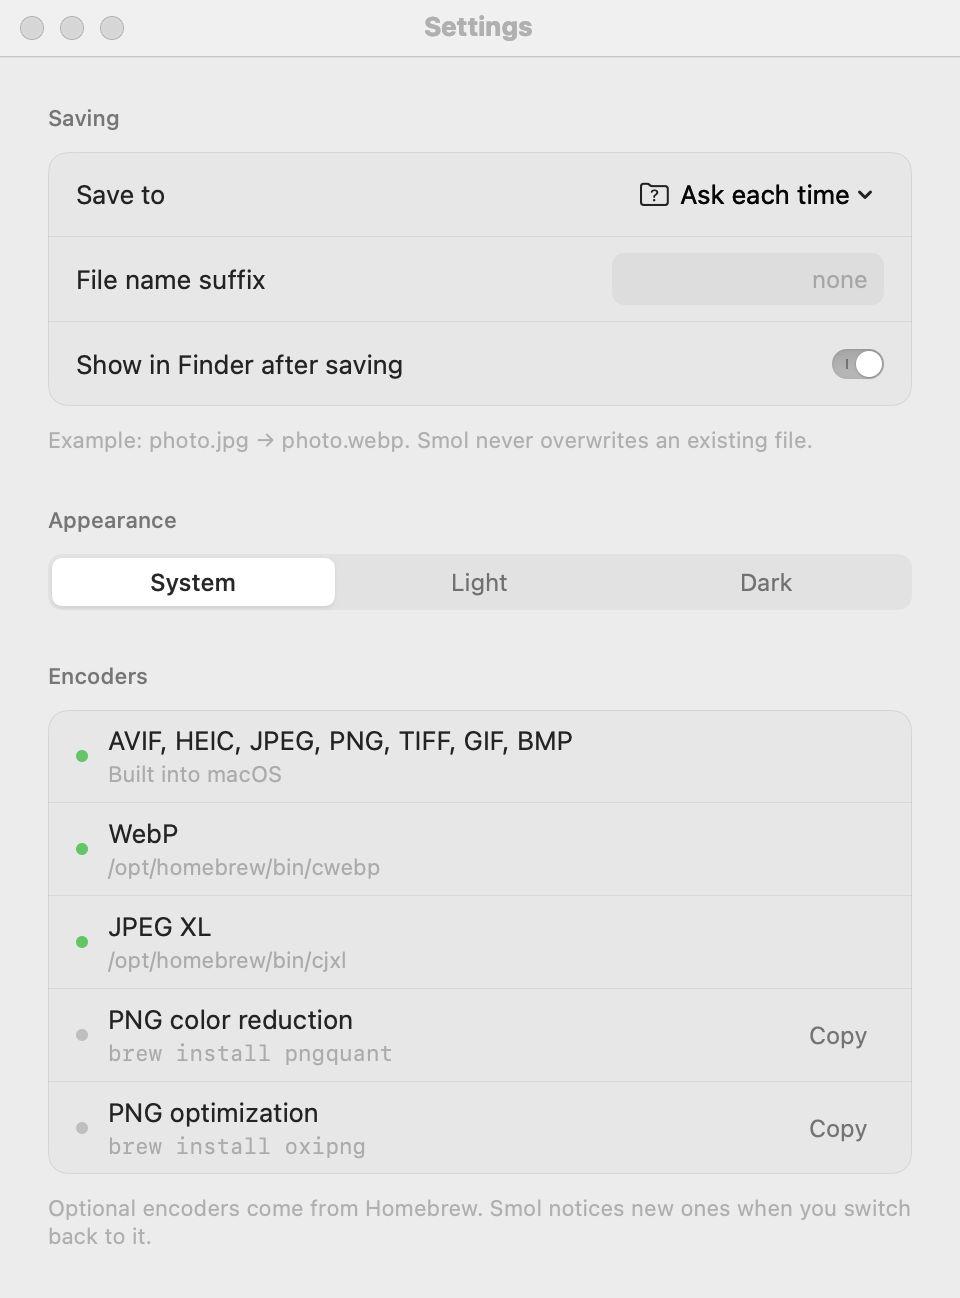 Settings
Saving
Save to
Ask each time
File name suffix
none
Show in Finder after saving
Example: photo.jpg → photo.webp. Smol never overwrites an existing file.
Appearance
System
Light
Dark
Encoders
AVIF, HEIC, JPEG, PNG, TIFF, GIF, BMP
Built into macOS
WebP
/opt/homebrew/bin/cwebp
JPEG XL
/opt/homebrew/bin/cjxl
PNG color reduction
brew install pngquant
Copy
PNG optimization
brew install oxipng
Copy
Optional encoders come from Homebrew. Smol notices new ones when you switch
back to it.